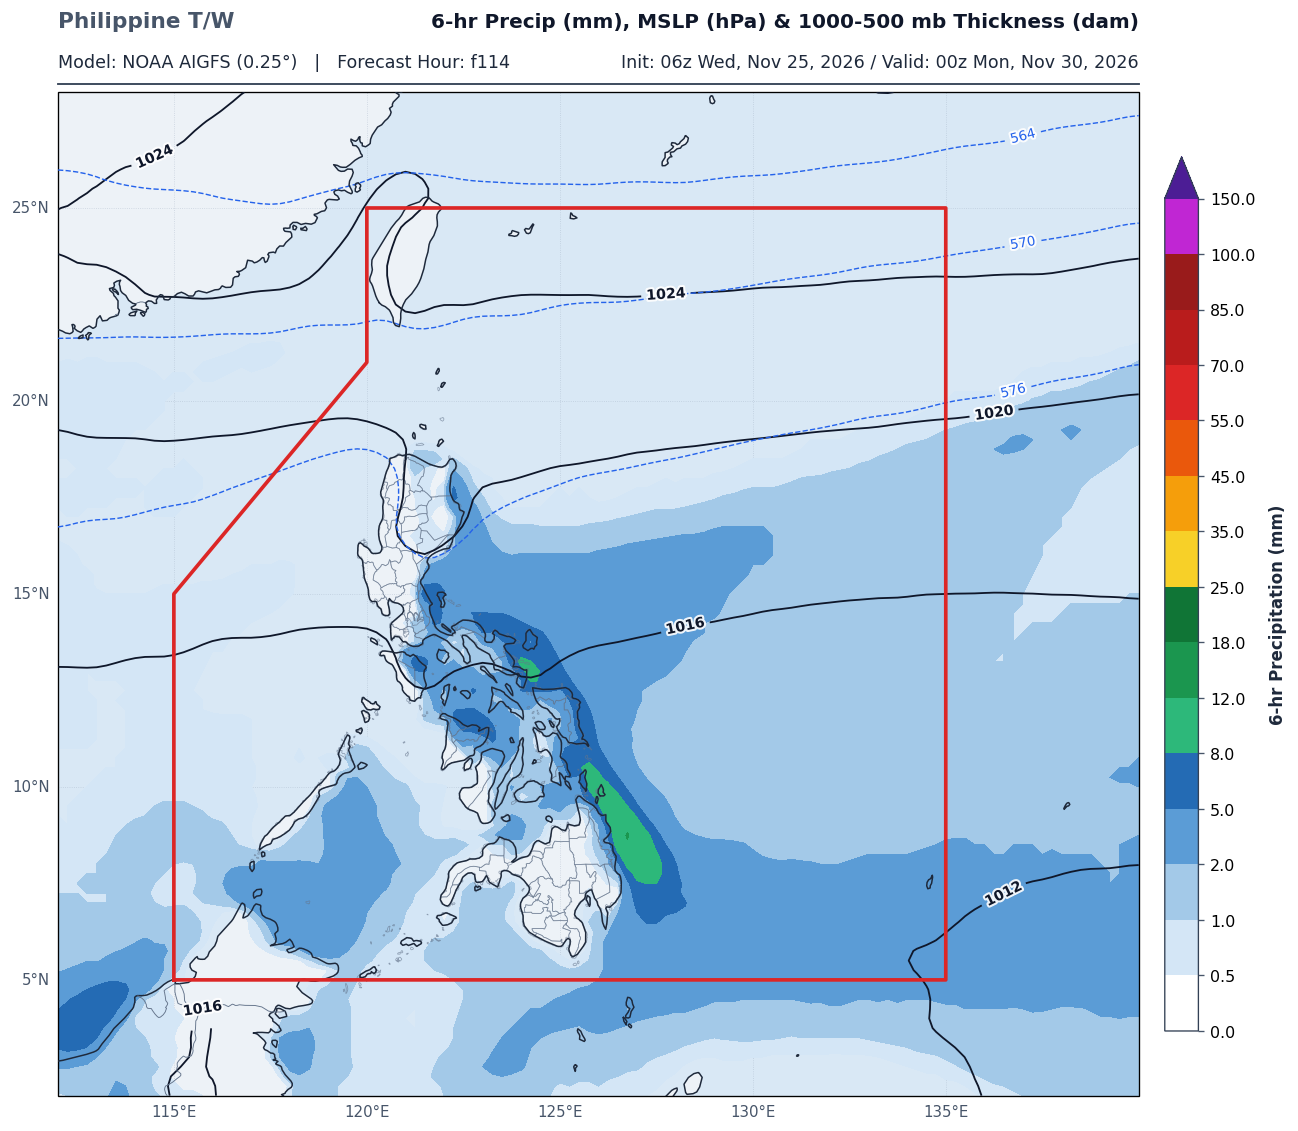 Philippine T/W
6-hr Precip (mm), MSLP (hPa) & 1000-500 mb Thickness (dam)
Model: NOAA AIGFS (0.25°) | Forecast Hour: f114
Init: 06z Wed, Nov 25, 2026 / Valid: 00z Mon, Nov 30, 2026
1024
564
570
1024
576
1020
1016
1012
1016
25°N
20°N
15°N
10°N
5°N
115°E
120°E
125°E
130°E
135°E
150.0
100.0
85.0
70.0
55.0
45.0
35.0
25.0
18.0
12.0
8.0
5.0
2.0
1.0
0.5
0.0
6-hr Precipitation (mm)